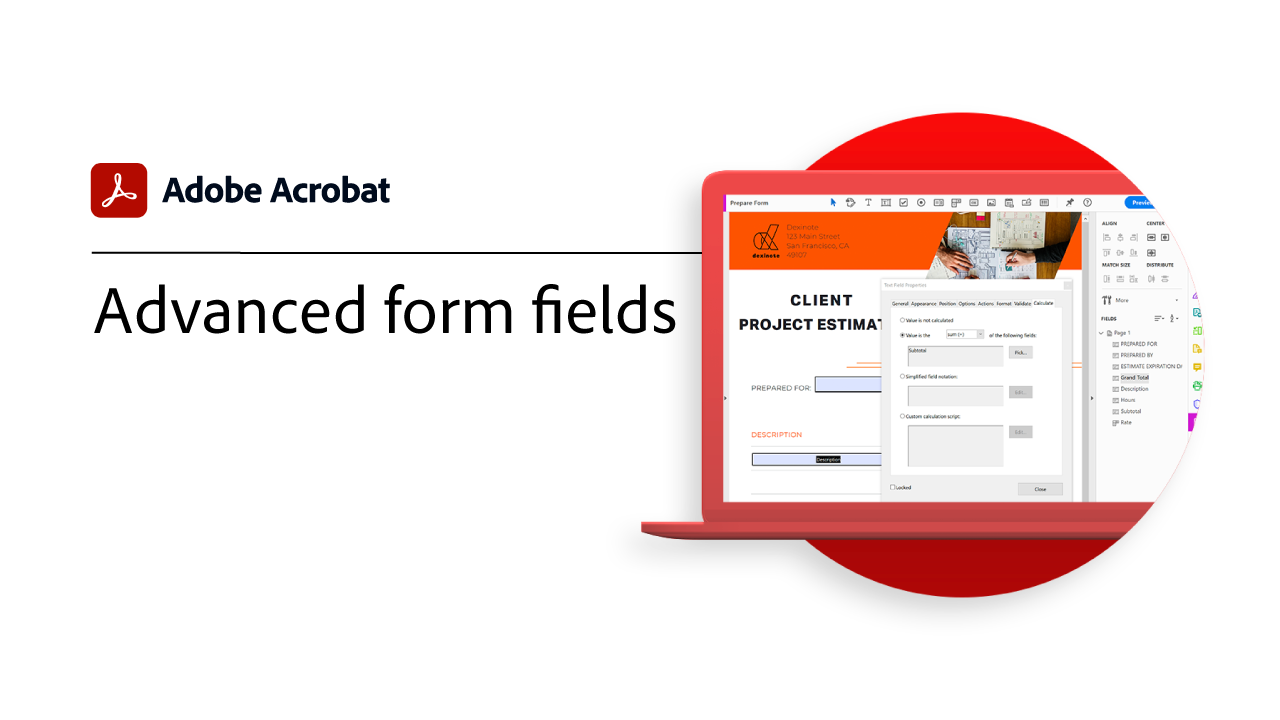 Adobe Acrobat
Advanced form fields
Prepare Form
Preview
dexinote
Dexinote
123 Main Street
San Francisco, CA
CLIENT
PROJECT ESTIMAT
PREPARED FOR:
DESCRIPTION
Description
Text Field Properties
General Appearance Position Options Actions Format Validate Calculate
Value is not calculated
Value is the sum (+) of the following fields:
Subtotal
Pick...
Simplified field notation:
Edit...
Custom calculation script:
Edit...
Locked
Close
ALIGN CENTER
MATCH SIZE DISTRIBUTE
More
FIELDS
Page 1
PREPARED FOR
PREPARED BY
ESTIMATE EXPIRATION D
Grand Total
Description
Hours
Subtotal
Rate